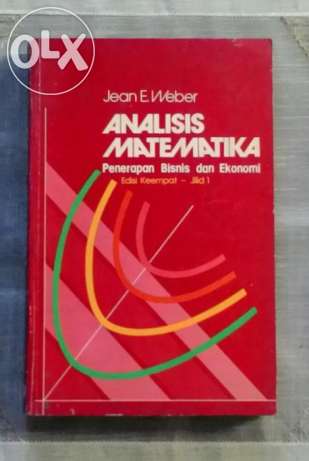 OLX
Jean E. Weber
ANALISIS
MATEMATIKA
Penerapan Bisnis dan Ekonomi
Edisi Keempat - Jilid 1